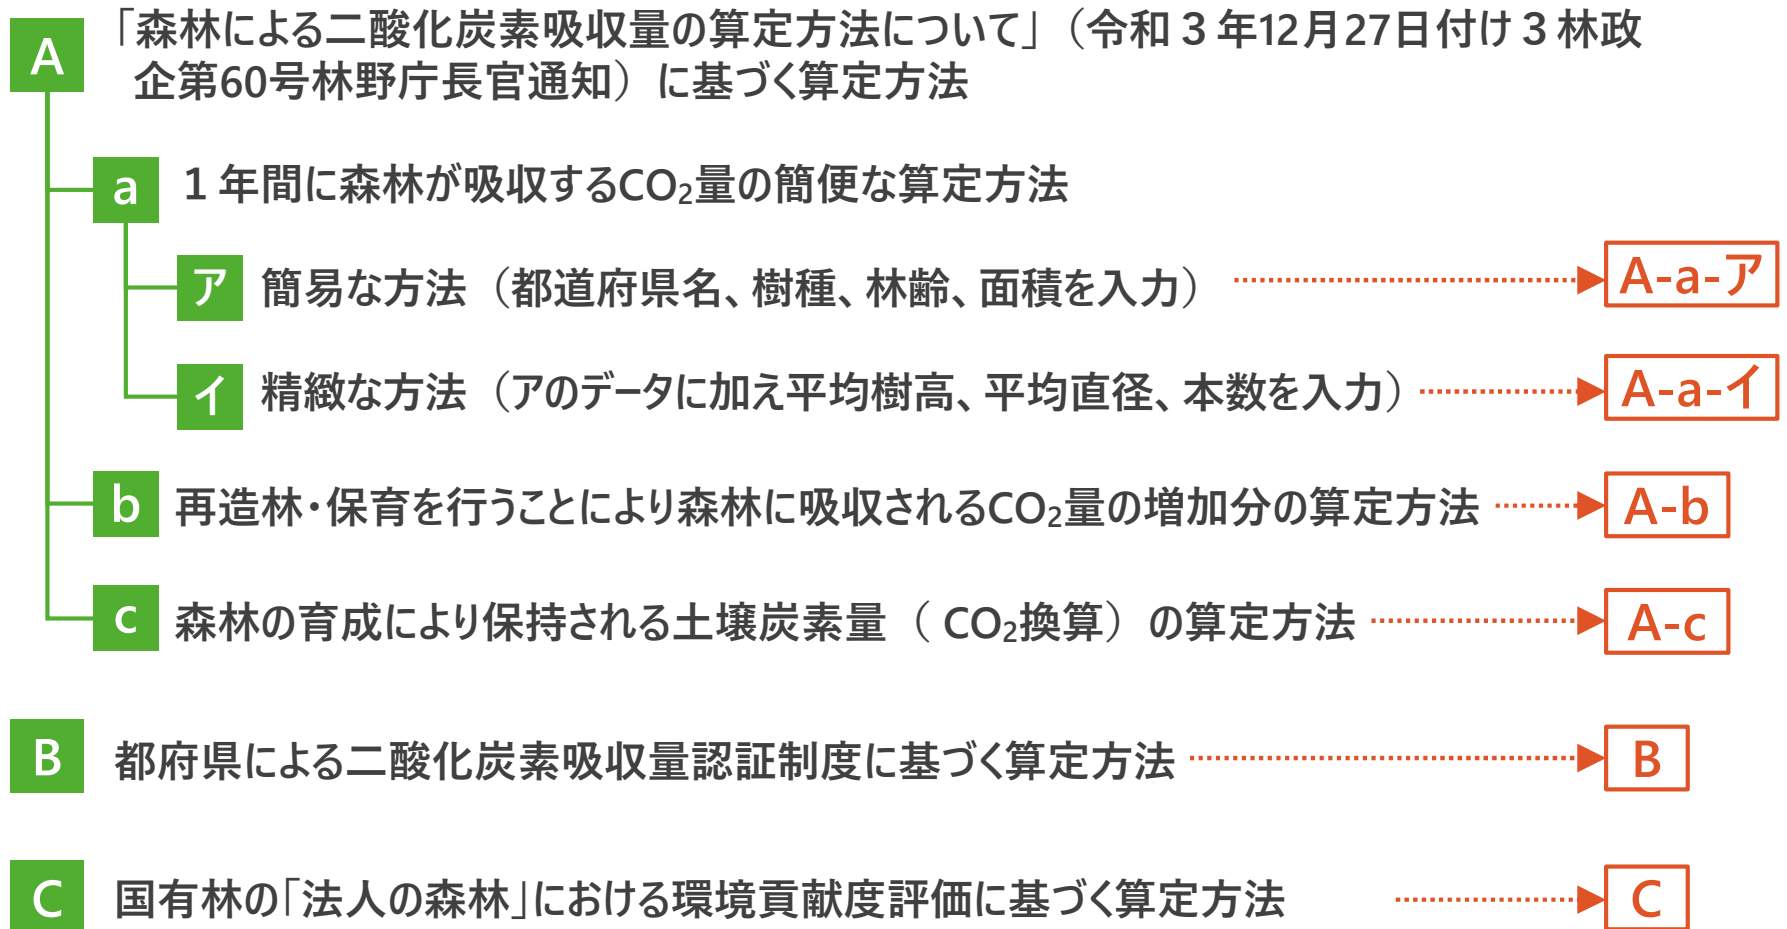 A 「森林による二酸化炭素吸収量の算定方法について」（令和３年12月27日付け３林政
企第60号林野庁長官通知）に基づく算定方法
a １年間に森林が吸収するCO₂量の簡便な算定方法
ア 簡易な方法（都道府県名、樹種、林齢、面積を入力） A-a-ア
イ 精緻な方法（アのデータに加え平均樹高、平均直径、本数を入力） A-a-イ
b 再造林・保育を行うことにより森林に吸収されるCO₂量の増加分の算定方法 A-b
c 森林の育成により保持される土壌炭素量（ CO₂換算）の算定方法 A-c
B 都府県による二酸化炭素吸収量認証制度に基づく算定方法 B
C 国有林の「法人の森林」における環境貢献度評価に基づく算定方法 C